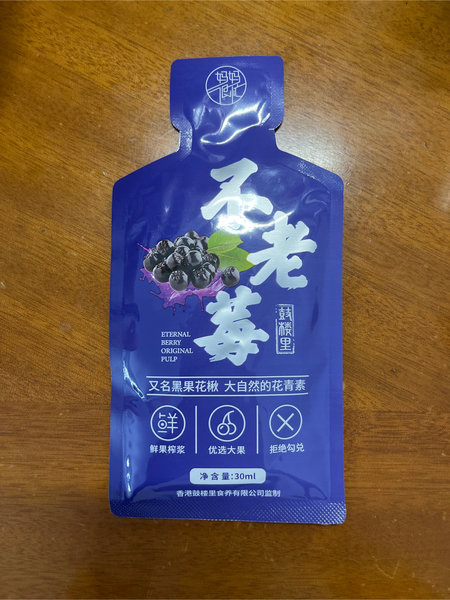 妈妈
不老莓
鼓楼里
ETERNAL
BERRY
ORIGINAL
PULP
又名黑果花楸 大自然的花青素
鲜
鲜果榨浆
优选大果
拒绝勾兑
净含量:30ml
香港鼓楼里食养有限公司监制